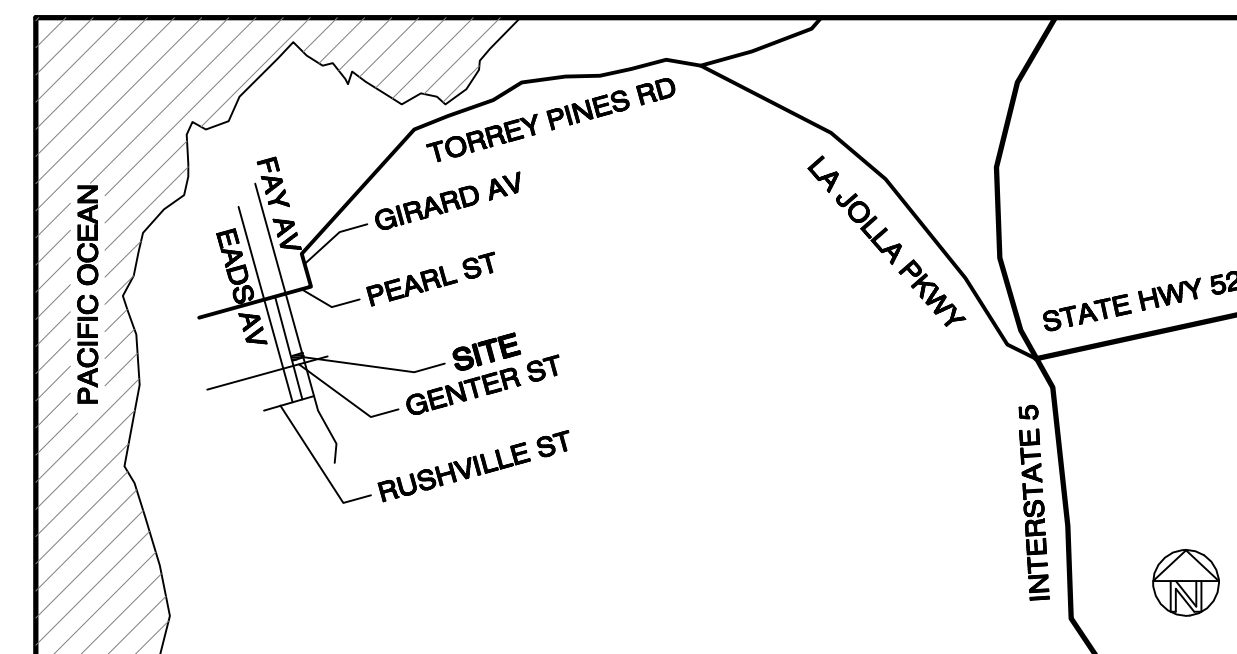 TORREY PINES RD
FAY AV
GIRARD AV
LA JOLLA PKWY
PACIFIC OCEAN
EADS AV
PEARL ST
STATE HWY 52
SITE
GENTER ST
RUSHVILLE ST
INTERSTATE 5
N